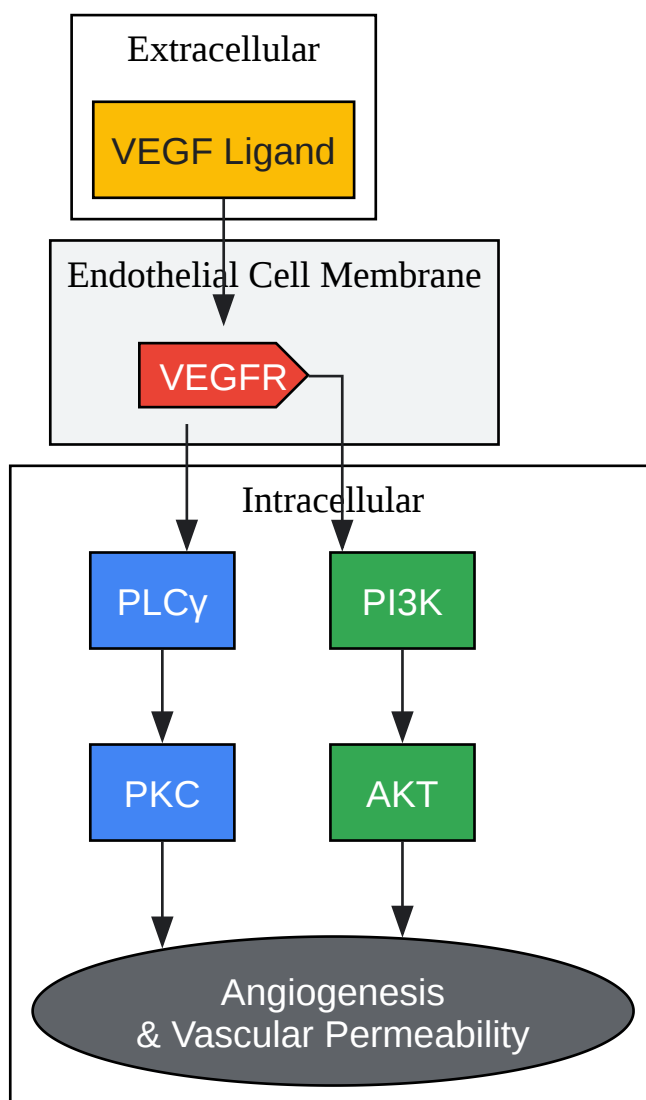 Extracellular
VEGF Ligand
Endothelial Cell Membrane
VEGFR
Intracellular
PLCγ
PI3K
PKC
AKT
Angiogenesis
& Vascular Permeability